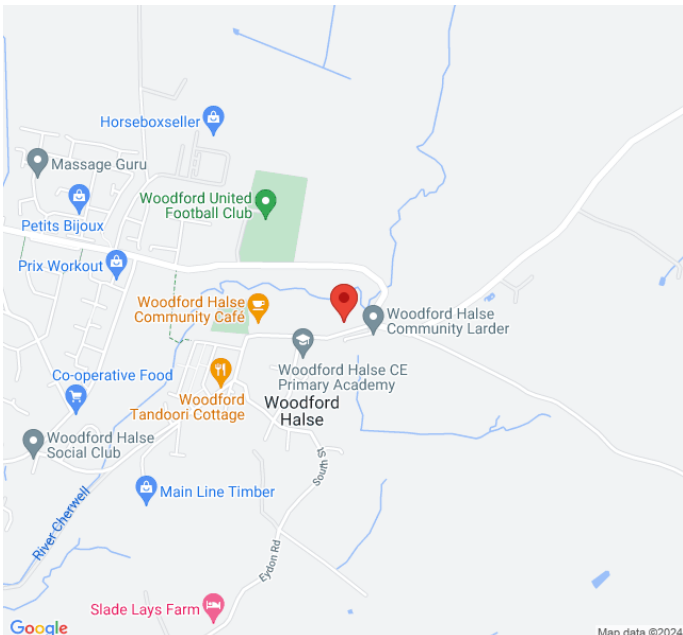 Horseboxseller
Massage Guru
Woodford United
Football Club
Petits Bijoux
Prix Workout
Woodford Halse
Community Café
Woodford Halse
Community Larder
Woodford Halse CE
Primary Academy
Co-operative Food
Woodford
Tandoori Cottage
Woodford
Halse
Woodford Halse
Social Club
South St
Main Line Timber
River Cherwell
Eydon Rd
Slade Lays Farm
Google
Map data ©2024